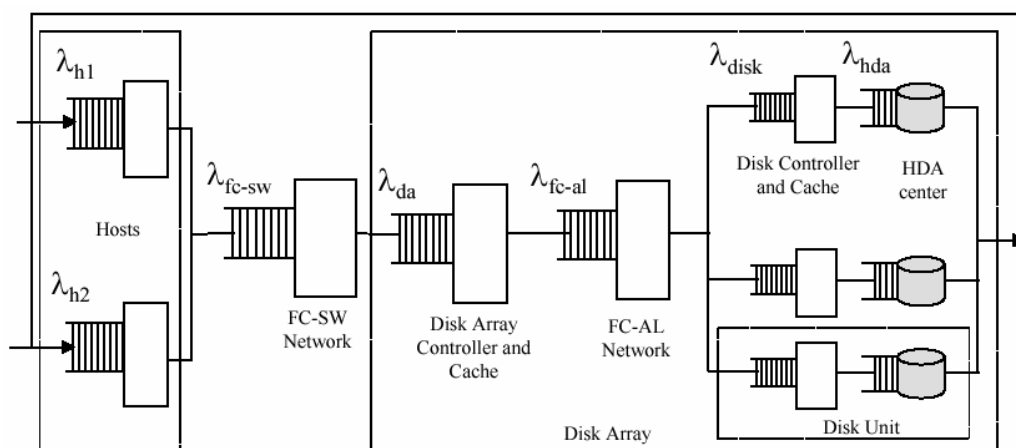 λh1
λh2
Hosts
λfc-sw
FC-SW
Network
λda
Disk Array
Controller and
Cache
λfc-al
FC-AL
Network
λdisk
λhda
Disk Controller
and Cache
HDA
center
Disk Unit
Disk Array